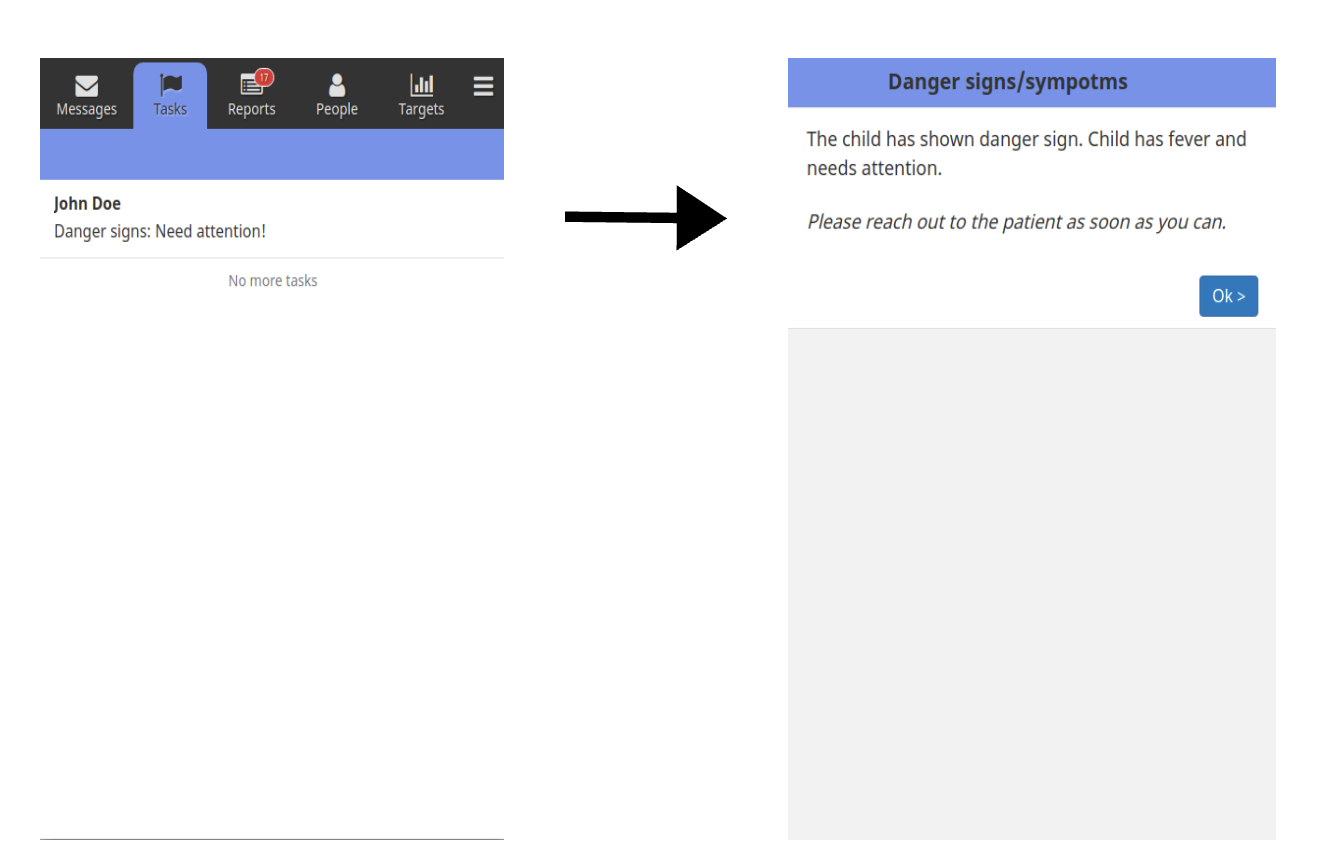 Messages Tasks Reports 17 People Targets
John Doe
Danger signs: Need attention!
No more tasks
Danger signs/sympotms
The child has shown danger sign. Child has fever and
needs attention.
Please reach out to the patient as soon as you can.
Ok >